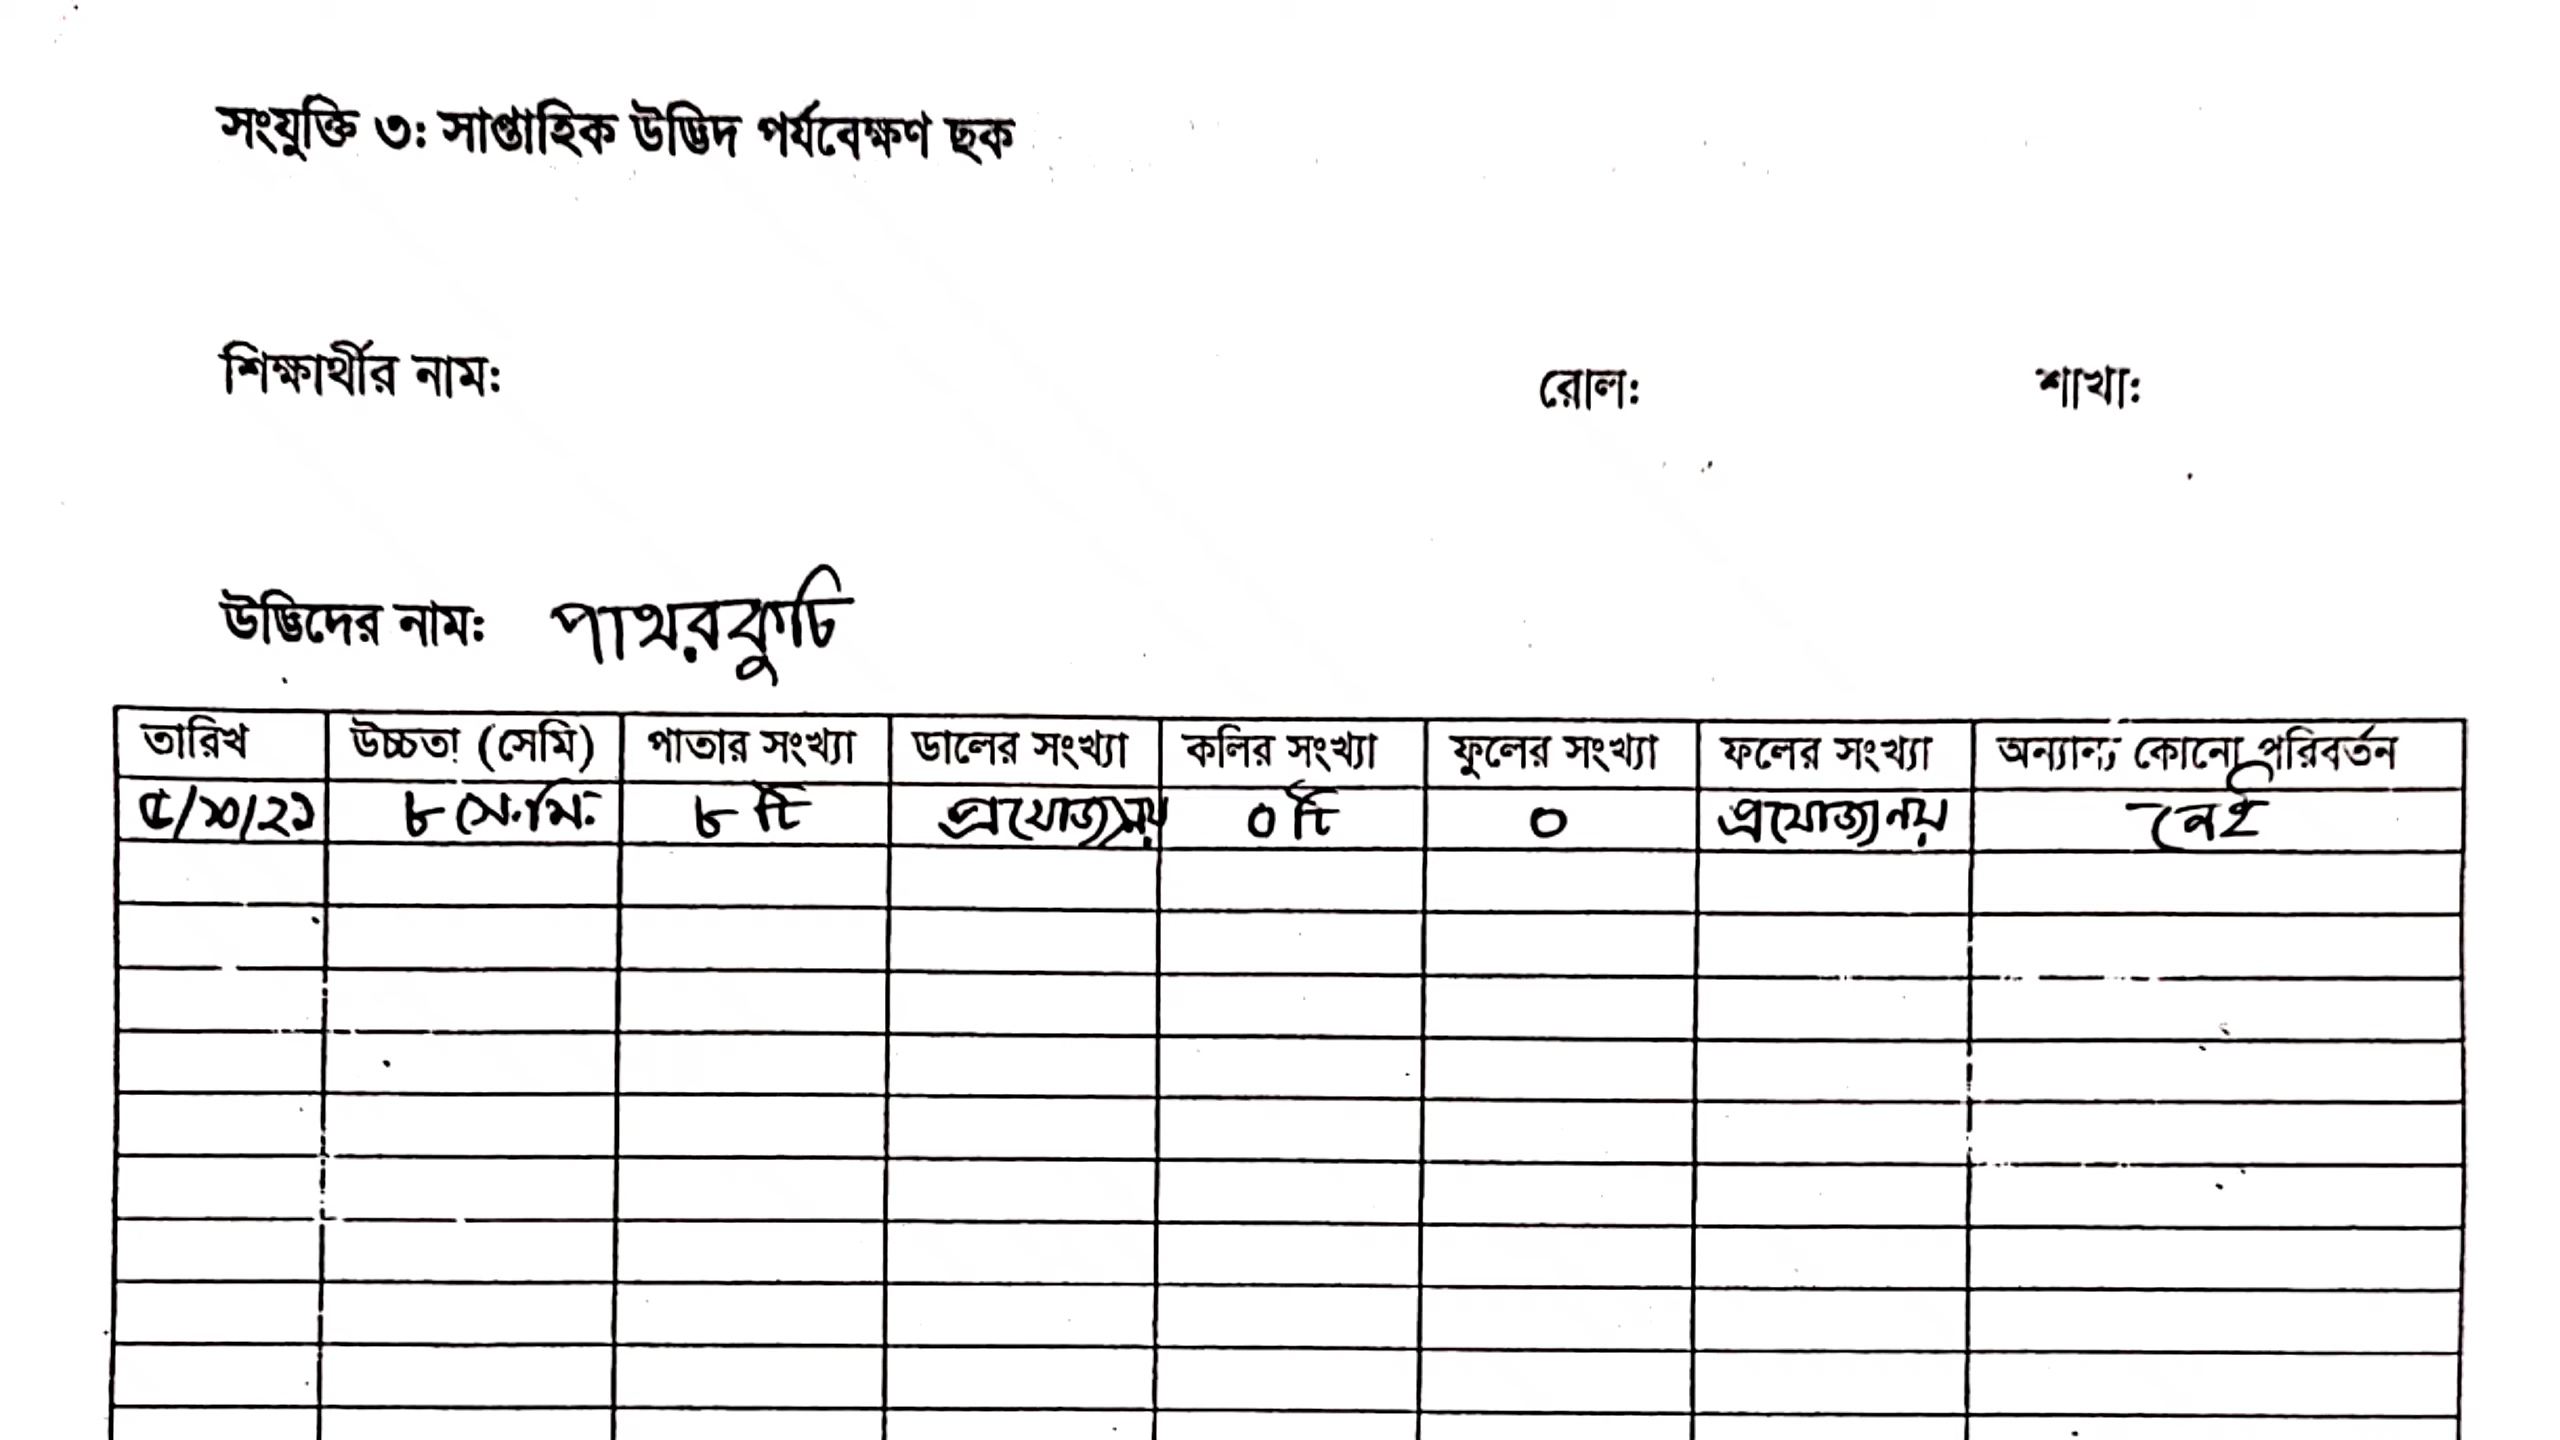 সংযুক্তি ৩: সাপ্তাহিক উদ্ভিদ পর্যবেক্ষণ ছক
শিক্ষার্থীর নাম: রোল: শাখা:
উদ্ভিদের নাম: পাথরকুচি
তারিখ উচ্চতা (সেমি) পাতার সংখ্যা ডালের সংখ্যা কলির সংখ্যা ফুলের সংখ্যা ফলের সংখ্যা অন্যান্য কোনো পরিবর্তন
৫/১০/২১ ৮ সে.মি. ৮ টি প্রযোজ্য নয় ০ টি ০ প্রযোজ্য নয় নেই